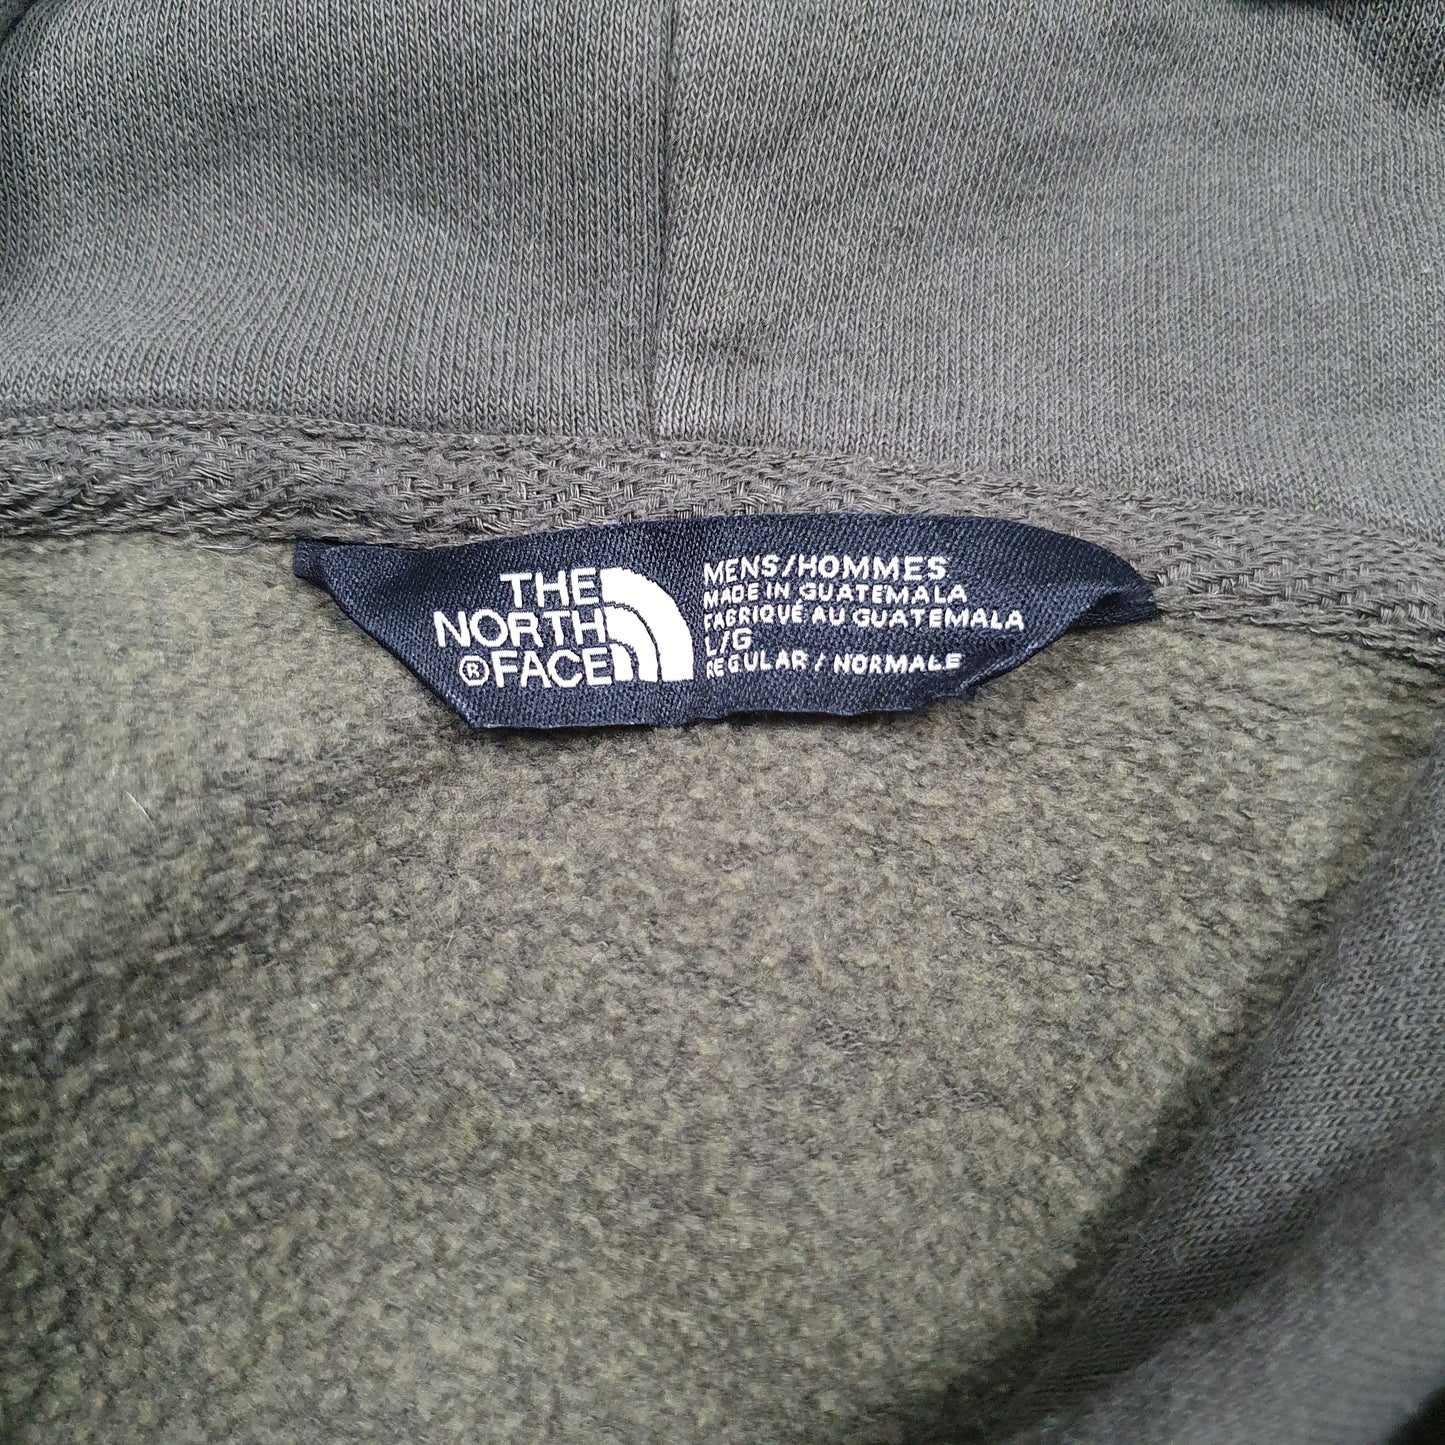 THE
NORTH
® FACE
MENS/HOMMES
MADE IN GUATEMALA
FABRIQUÉ AU GUATEMALA
L/G
REGULAR / NORMALE